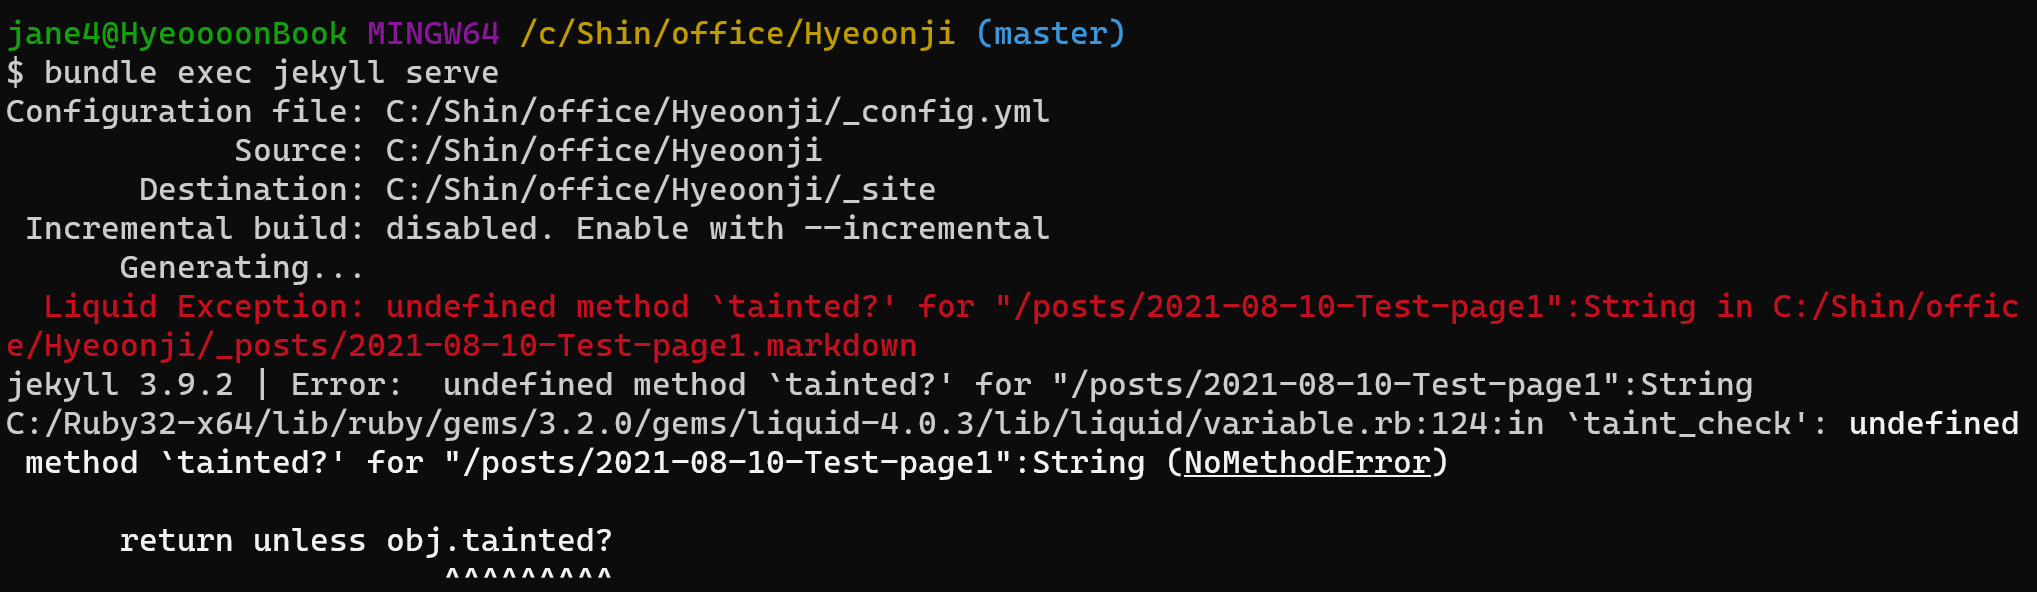 jane4@HyeoooonBook MINGW64 /c/Shin/office/Hyeoonji (master)
$ bundle exec jekyll serve
Configuration file: C:/Shin/office/Hyeoonji/_config.yml
Source: C:/Shin/office/Hyeoonji
Destination: C:/Shin/office/Hyeoonji/_site
Incremental build: disabled. Enable with --incremental
Generating...
Liquid Exception: undefined method `tainted?' for "/posts/2021-08-10-Test-page1":String in C:/Shin/offic
e/Hyeoonji/_posts/2021-08-10-Test-page1.markdown
jekyll 3.9.2 | Error:  undefined method `tainted?' for "/posts/2021-08-10-Test-page1":String
C:/Ruby32-x64/lib/ruby/gems/3.2.0/gems/liquid-4.0.3/lib/liquid/variable.rb:124:in `taint_check': undefined
method `tainted?' for "/posts/2021-08-10-Test-page1":String (NoMethodError)
return unless obj.tainted?
^^^^^^^^^